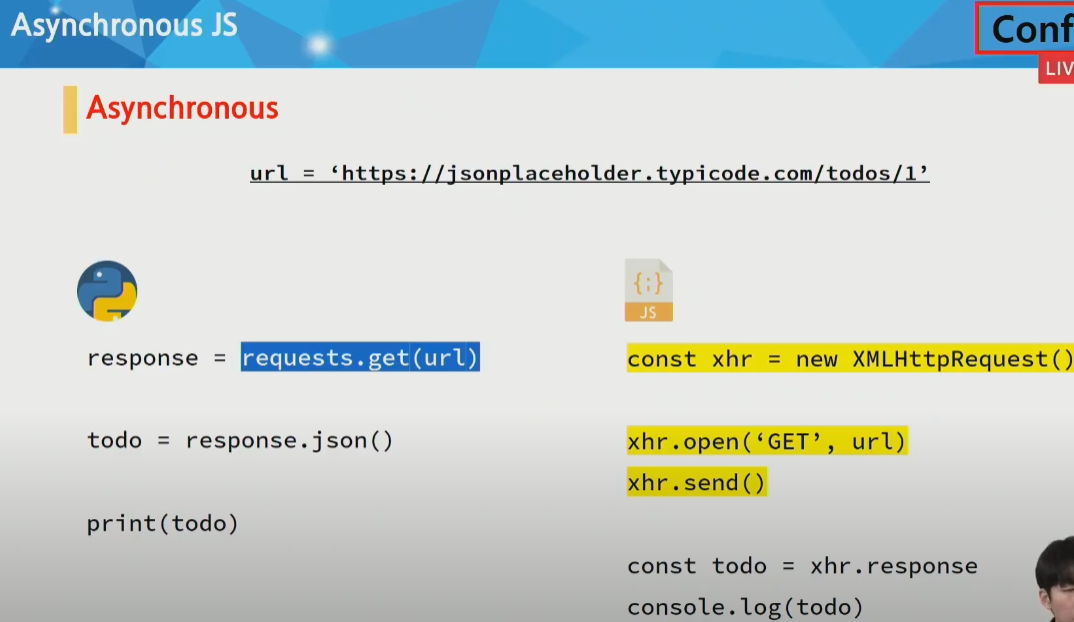 Asynchronous JS
Conf
LIV
Asynchronous
url = ‘https://jsonplaceholder.typicode.com/todos/1’
{;}
JS
response = requests.get(url)
todo = response.json()
print(todo)
const xhr = new XMLHttpRequest()
xhr.open(‘GET’, url)
xhr.send()
const todo = xhr.response
console.log(todo)